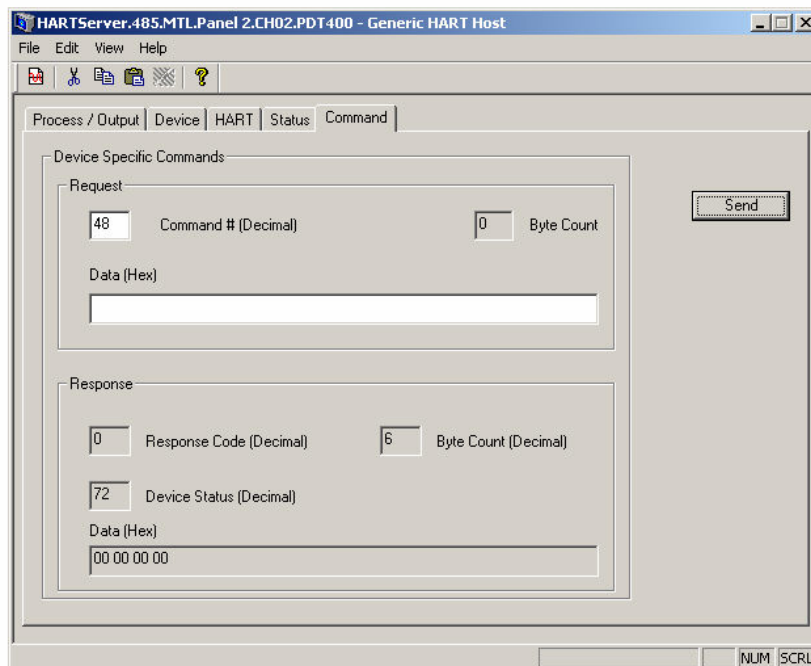 HARTServer.485.MTL.Panel 2.CH02.PDT400 - Generic HART Host
File Edit View Help
Process / Output Device HART Status Command
Device Specific Commands
Request
48 Command # (Decimal) 0 Byte Count
Send
Data (Hex)
Response
0 Response Code (Decimal) 6 Byte Count (Decimal)
72 Device Status (Decimal)
Data (Hex)
00 00 00 00
NUM SCRL